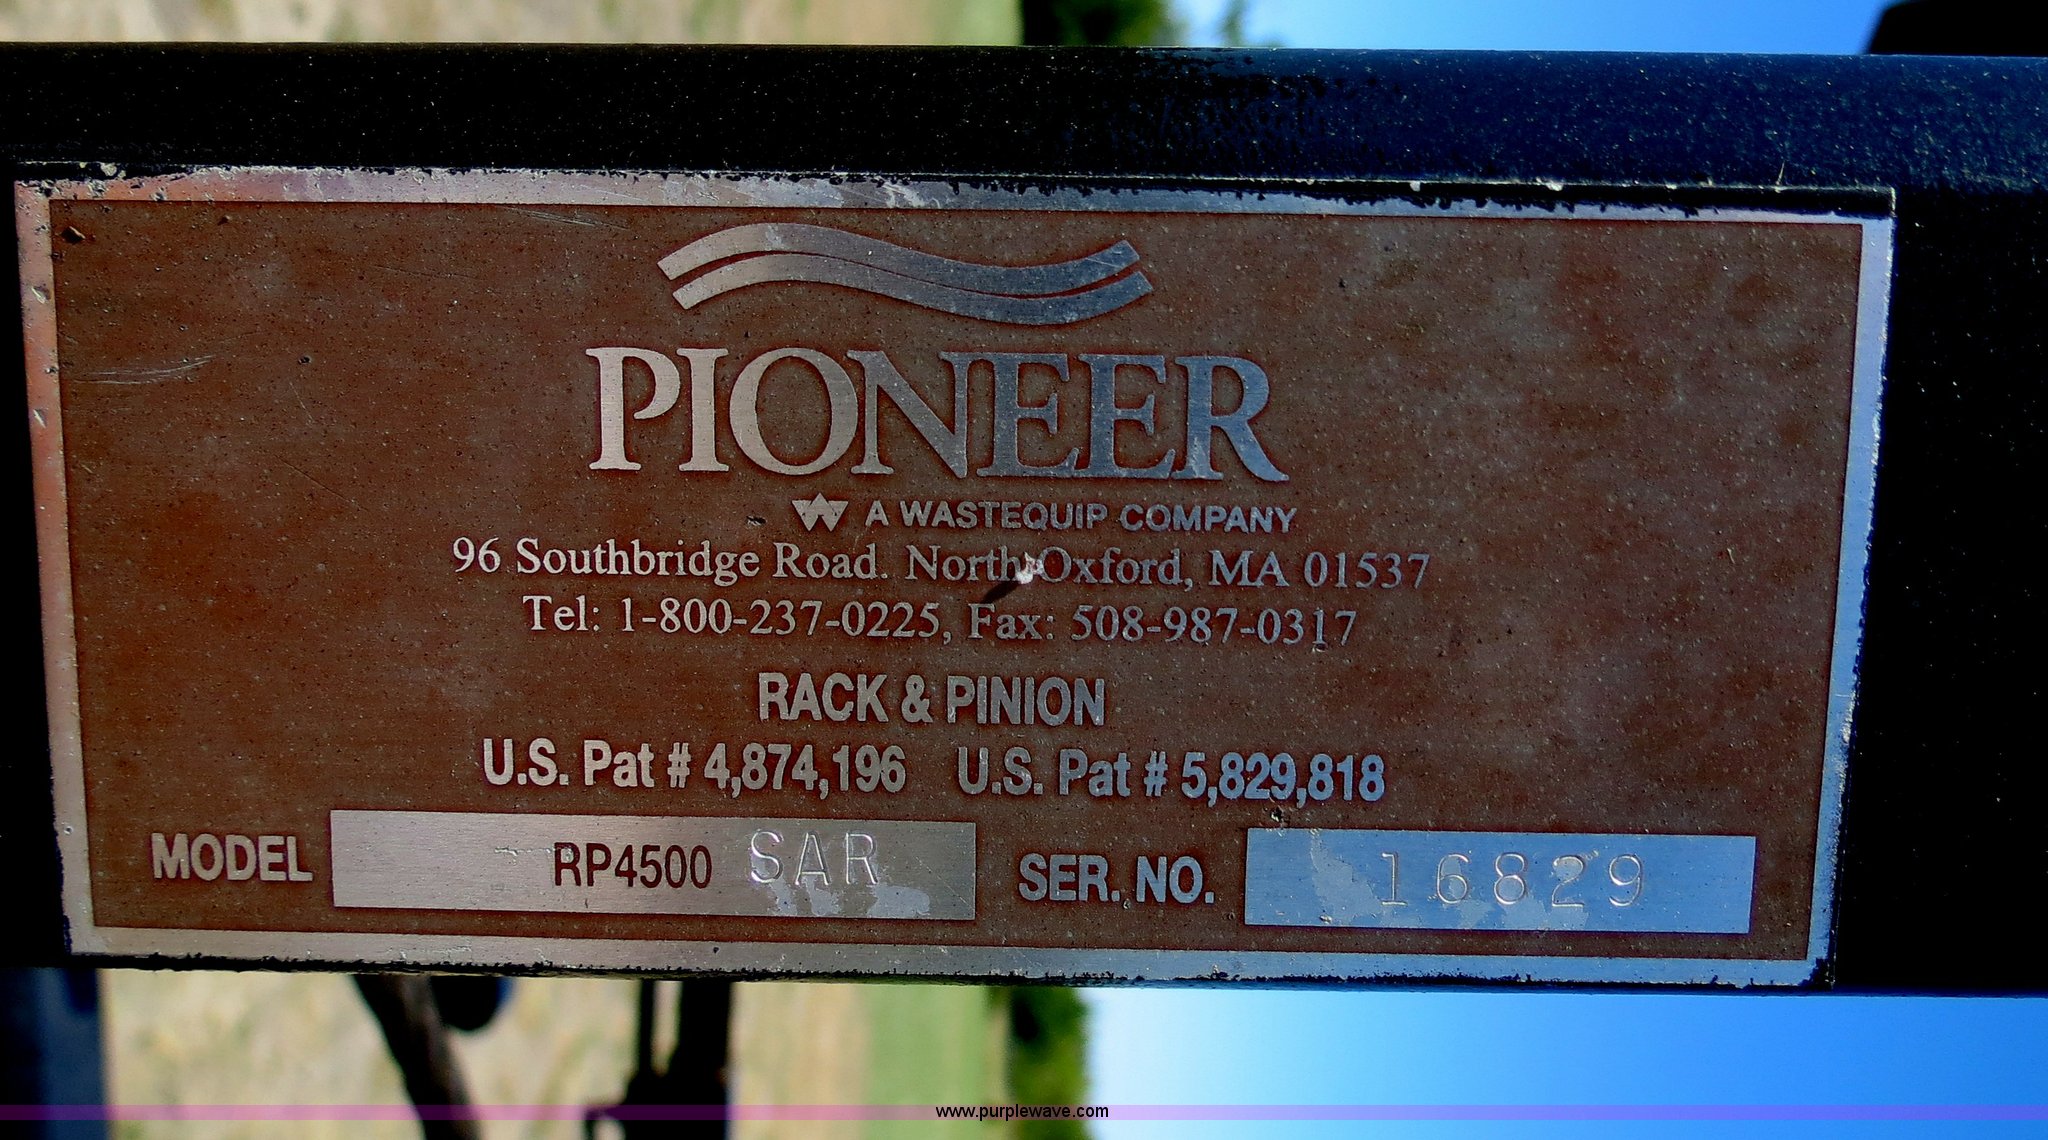 PIONEER
A WASTEQUIP COMPANY
96 Southbridge Road. North Oxford, MA 01537
Tel: 1-800-237-0225, Fax: 508-987-0317
RACK & PINION
U.S. Pat # 4,874,196 U.S. Pat # 5,829,818
MODEL RP4500 SAR SER. NO. 16829
www.purplewave.com